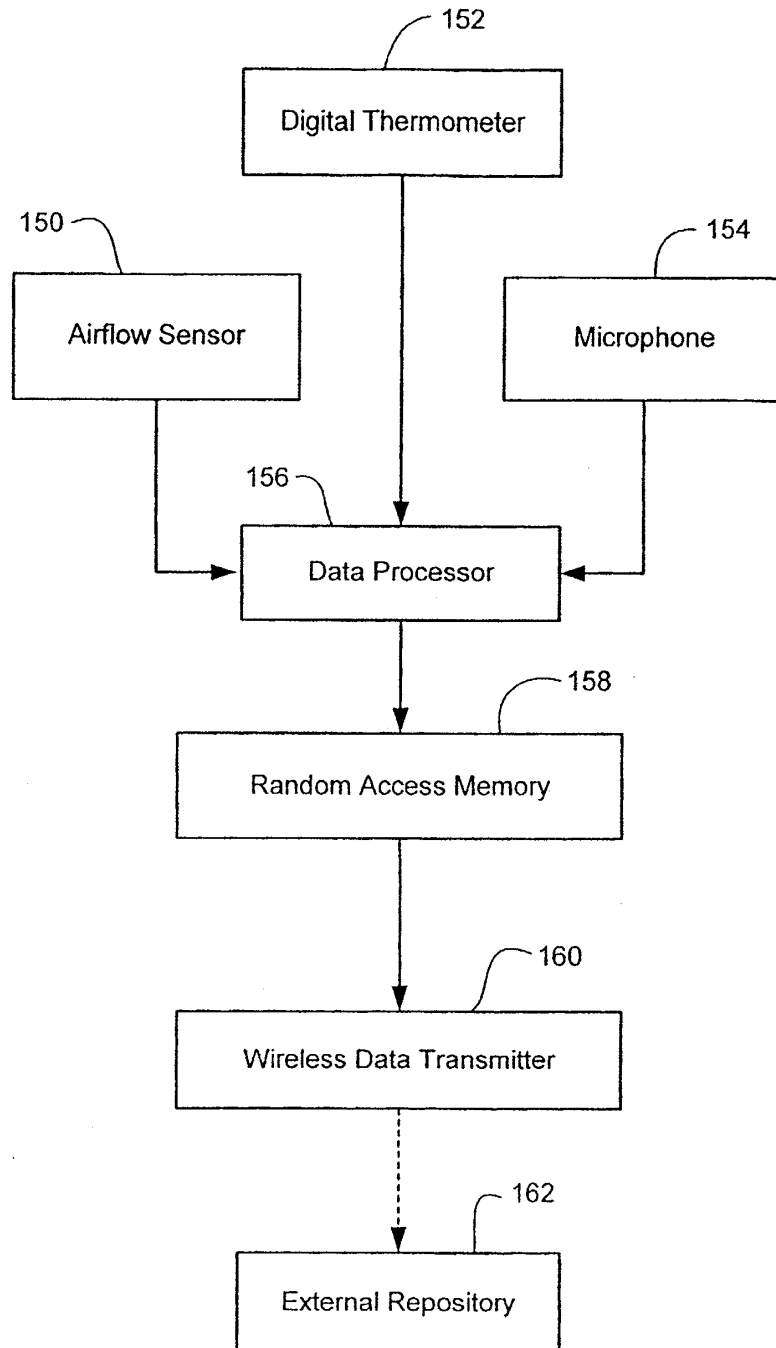 152
Digital Thermometer
150
154
Airflow Sensor
Microphone
156
Data Processor
158
Random Access Memory
160
Wireless Data Transmitter
162
External Repository